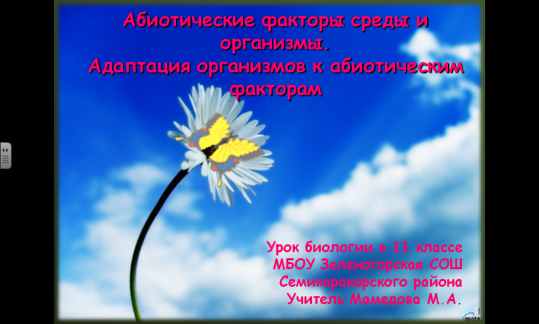 Абиотические факторы среды и
организмы.
Адаптация организмов к абиотическим
факторам
Урок биологии в 11 классе
МБОУ Зеленогорская СОШ
Семикаракорского района
Учитель Мамедова М.А.